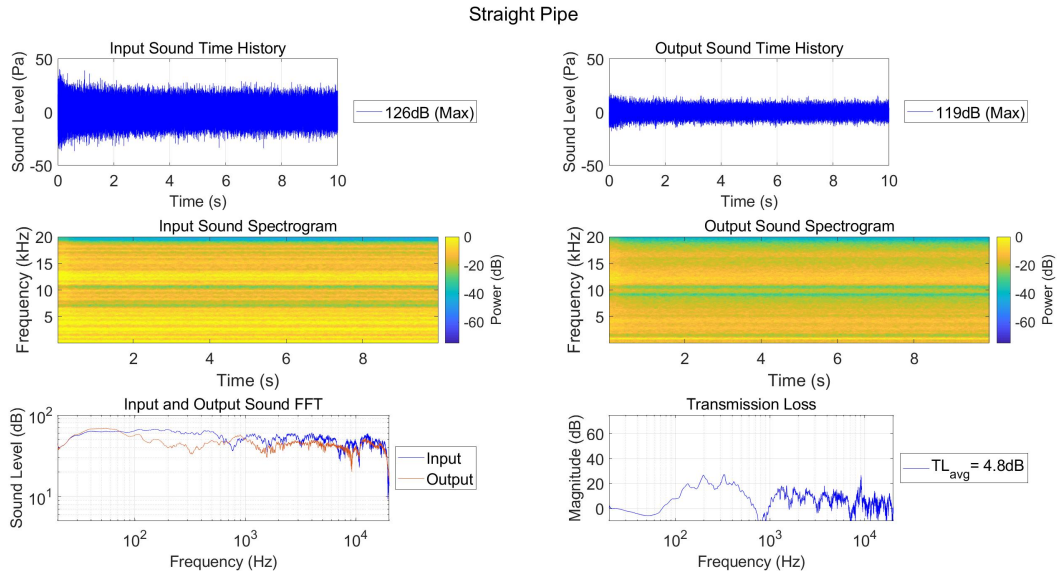 Straight Pipe
Input Sound Time History
Sound Level (Pa)
50
0
-50
0 2 4 6 8 10
Time (s)
126dB (Max)
Output Sound Time History
Sound Level (Pa)
50
0
-50
0 2 4 6 8 10
Time (s)
119dB (Max)
Input Sound Spectrogram
Frequency (kHz)
20
15
10
5
2 4 6 8
Time (s)
0
-20
-40
-60
Power (dB)
Output Sound Spectrogram
Frequency (kHz)
20
15
10
5
2 4 6 8
Time (s)
0
-20
-40
-60
Power (dB)
Input and Output Sound FFT
Sound Level (dB)
10²
10¹
10² 10³ 10⁴
Frequency (Hz)
Input
Output
Transmission Loss
Magnitude (dB)
60
40
20
0
10² 10³ 10⁴
Frequency (Hz)
TL_avg = 4.8dB